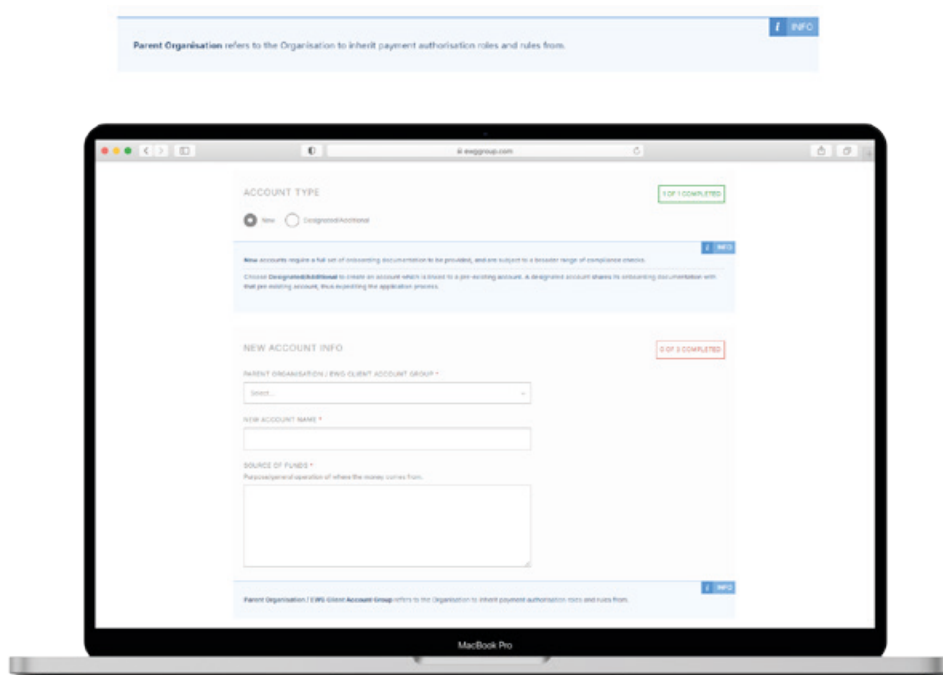 i INFO
Parent Organisation refers to the Organisation to inherit payment authorisation roles and rules from.
ewggroup.com
ACCOUNT TYPE
1 OF 1 COMPLETED
New Designated/Additional
i INFO
New accounts require a full set of onboarding documentation to be provided, and are subject to a broader range of compliance checks.
Choose Designated/Additional to create an account which is linked to a pre-existing account. A designated account shares its onboarding documentation with
that pre-existing account, thus expediting the application process.
NEW ACCOUNT INFO
0 OF 3 COMPLETED
PARENT ORGANISATION / EWG CLIENT ACCOUNT GROUP *
Select...
NEW ACCOUNT NAME *
SOURCE OF FUNDS *
Purpose/general operation of where the money comes from.
i INFO
Parent Organisation / EWG Client Account Group refers to the Organisation to inherit payment authorisation roles and rules from.
MacBook Pro